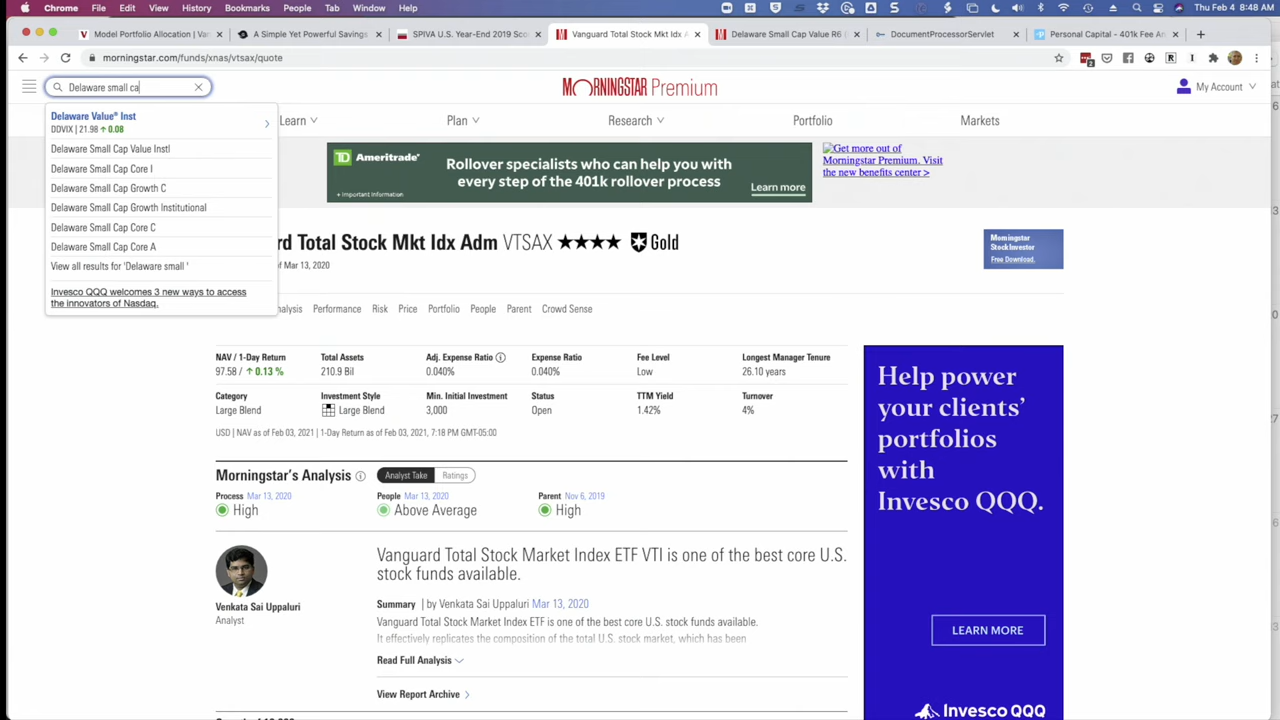 Chrome File Edit View History Bookmarks People Tab Window Help
Model Portfolio Allocation | Van
A Simple Yet Powerful Savings
SPIVA U.S. Year-End 2019 Sco
Vanguard Total Stock Mkt Idx A
Delaware Small Cap Value R6 |
DocumentProcessorServlet
Personal Capital - 401k Fee An
morningstar.com/funds/xnas/vtsax/quote
Delaware small ca
MORNINGSTAR Premium
My Account
Delaware Value® Inst
DDVIX | 21.98 ↑ 0.08
Delaware Small Cap Value Instl
Delaware Small Cap Core I
Delaware Small Cap Growth C
Delaware Small Cap Growth Institutional
Delaware Small Cap Core C
Delaware Small Cap Core A
View all results for 'Delaware small '
Invesco QQQ welcomes 3 new ways to access
the innovators of Nasdaq.
Learn
Plan
Research
Portfolio
Markets
TD Ameritrade®
+ Important Information
Rollover specialists who can help you with
every step of the 401k rollover process
Learn more
Get more out of
Morningstar Premium. Visit
the new benefits center >
rd Total Stock Mkt Idx Adm VTSAX ★★★★ Gold
f Mar 13, 2020
Morningstar
StockInvestor
Free Download.
nalysis Performance Risk Price Portfolio People Parent Crowd Sense
NAV / 1-Day Return Total Assets Adj. Expense Ratio Expense Ratio Fee Level Longest Manager Tenure
97.58 / ↑ 0.13 % 210.9 Bil 0.040% 0.040% Low 26.10 years
Category Investment Style Min. Initial Investment Status TTM Yield Turnover
Large Blend Large Blend 3,000 Open 1.42% 4%
USD | NAV as of Feb 03, 2021 | 1-Day Return as of Feb 03, 2021, 7:18 PM GMT-05:00
Morningstar's Analysis Analyst Take Ratings
Process Mar 13, 2020 People Mar 13, 2020 Parent Nov 6, 2019
High Above Average High
Venkata Sai Uppaluri
Analyst
Vanguard Total Stock Market Index ETF VTI is one of the best core U.S.
stock funds available.
Summary | by Venkata Sai Uppaluri Mar 13, 2020
Vanguard Total Stock Market Index ETF is one of the best core U.S. stock funds available.
It effectively replicates the composition of the total U.S. stock market, which has been
Read Full Analysis
View Report Archive
Help power
your clients'
portfolios
with
Invesco QQQ.
LEARN MORE
Invesco QQQ